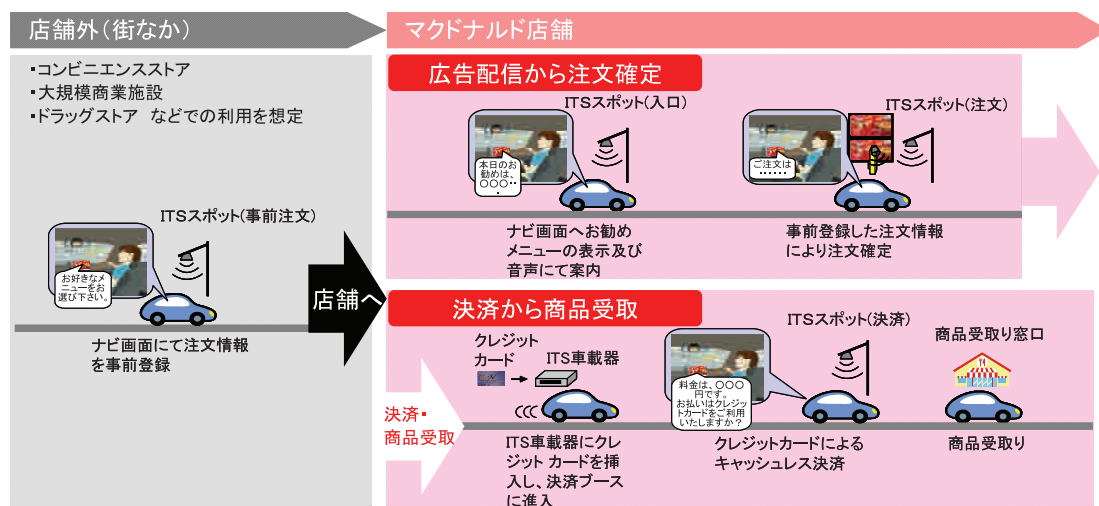 店舗外（街なか）
・コンビニエンスストア
・大規模商業施設
・ドラッグストア などでの利用を想定
ITSスポット(事前注文)
お好きなメ
ニューをお
選び下さい。
ナビ画面にて注文情報
を事前登録
店舗へ
マクドナルド店舗
広告配信から注文確定
ITSスポット(入口)
本日のお
勧めは、
○○○‥
・
ナビ画面へお勧め
メニューの表示及び
音声にて案内
ITSスポット(注文)
ご注文は
‥‥‥
事前登録した注文情報
により注文確定
決済から商品受取
決済・
商品受取
クレジット
カード
ITS車載器
ITS車載器にクレ
ジット カードを挿
入し、決済ブース
に進入
ITSスポット(決済)
料金は、○○○
円です。
お払いはクレジッ
トカードをご利用
いたしますか？
クレジットカードによる
キャッシュレス決済
商品受取り窓口
商品受取り